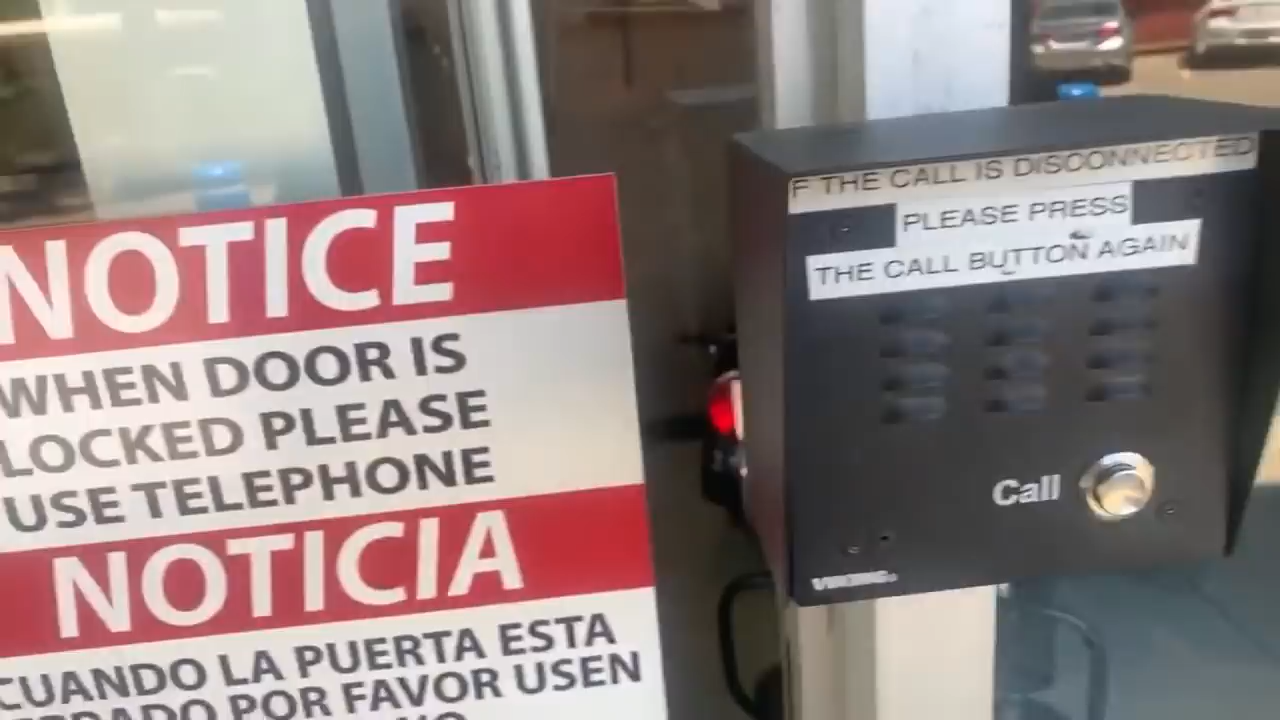 NOTICE
WHEN DOOR IS
LOCKED PLEASE
USE TELEPHONE
NOTICIA
CUANDO LA PUERTA ESTA
POR FAVOR USEN
F THE CALL IS DISCONNECTED
PLEASE PRESS
THE CALL BUTTON AGAIN
Call
VIKING